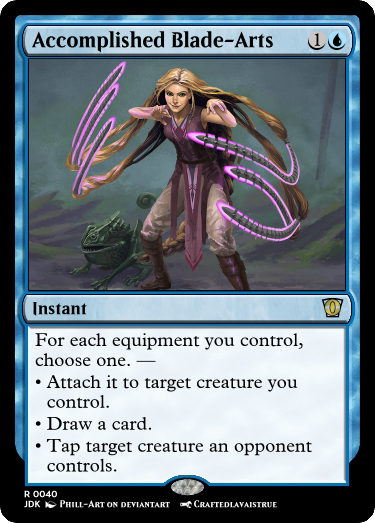 Accomplished Blade-Arts 1
Instant
For each equipment you control,
choose one. —
• Attach it to target creature you
control.
• Draw a card.
• Tap target creature an opponent
controls.
R 0040
JDK Phill-Art on deviantart Craftedlavaistrue